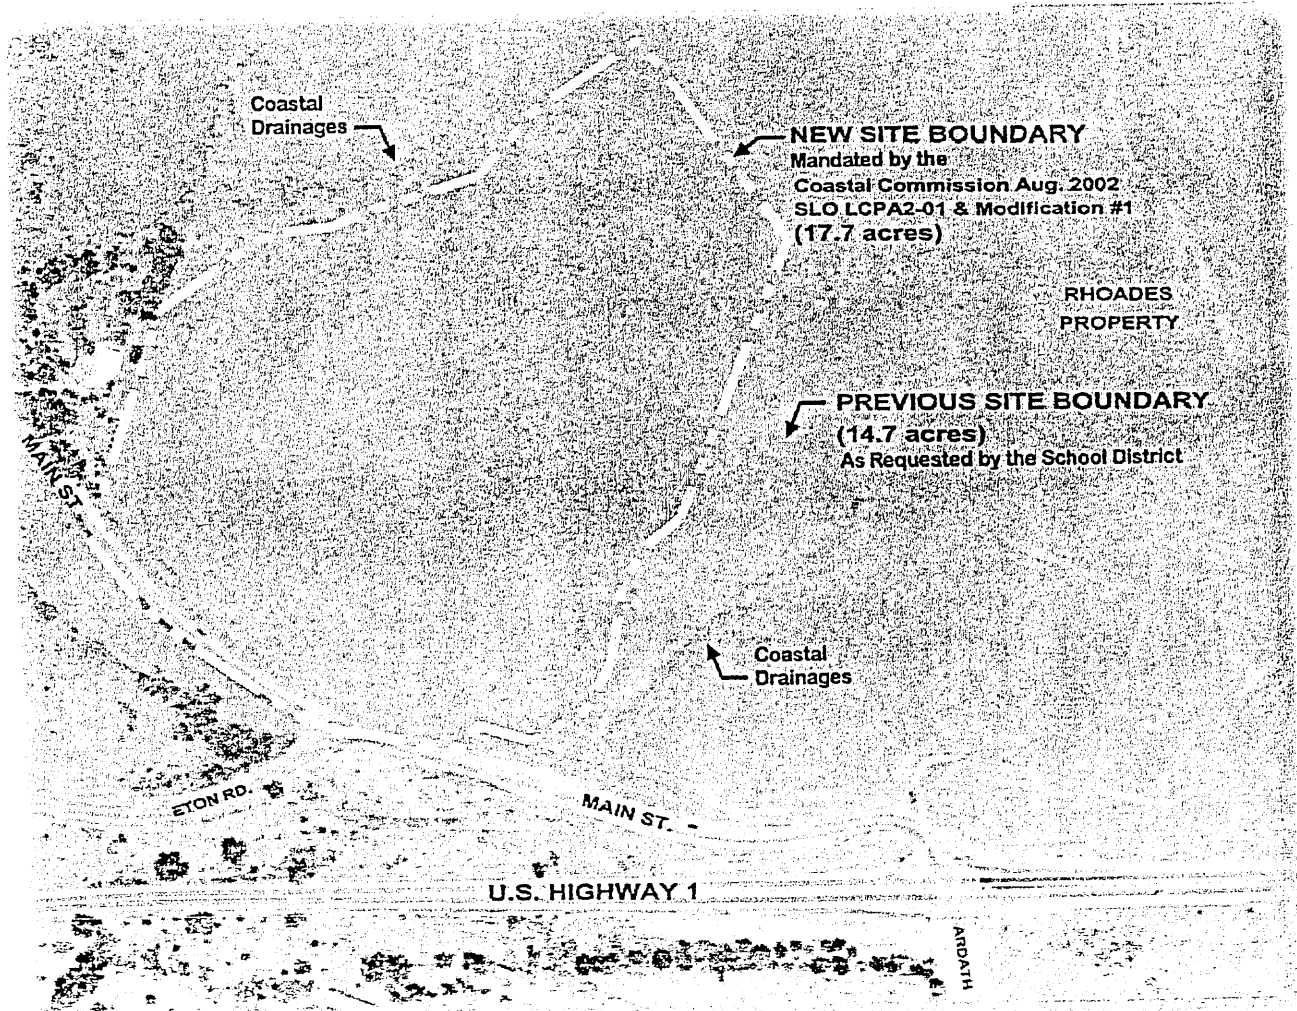 Coastal
Drainages
NEW SITE BOUNDARY
Mandated by the
Coastal Commission Aug. 2002
SLO LCPA2-01 & Modification #1
(17.7 acres)
RHOADES
PROPERTY
PREVIOUS SITE BOUNDARY
(14.7 acres)
As Requested by the School District
MAIN ST.
Coastal
Drainages
ETON RD.
MAIN ST.
U.S. HIGHWAY 1
ARDATH